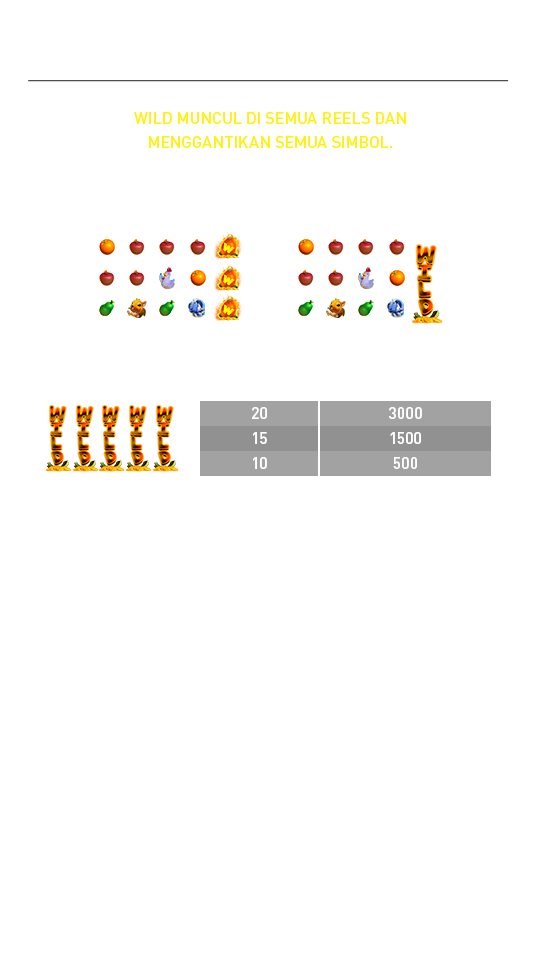 WILD MUNCUL DI SEMUA REELS DAN
MENGGANTIKAN SEMUA SIMBOL.
W W WILD
WILD WILD WILD WILD WILD
20 3000
15 1500
10 500